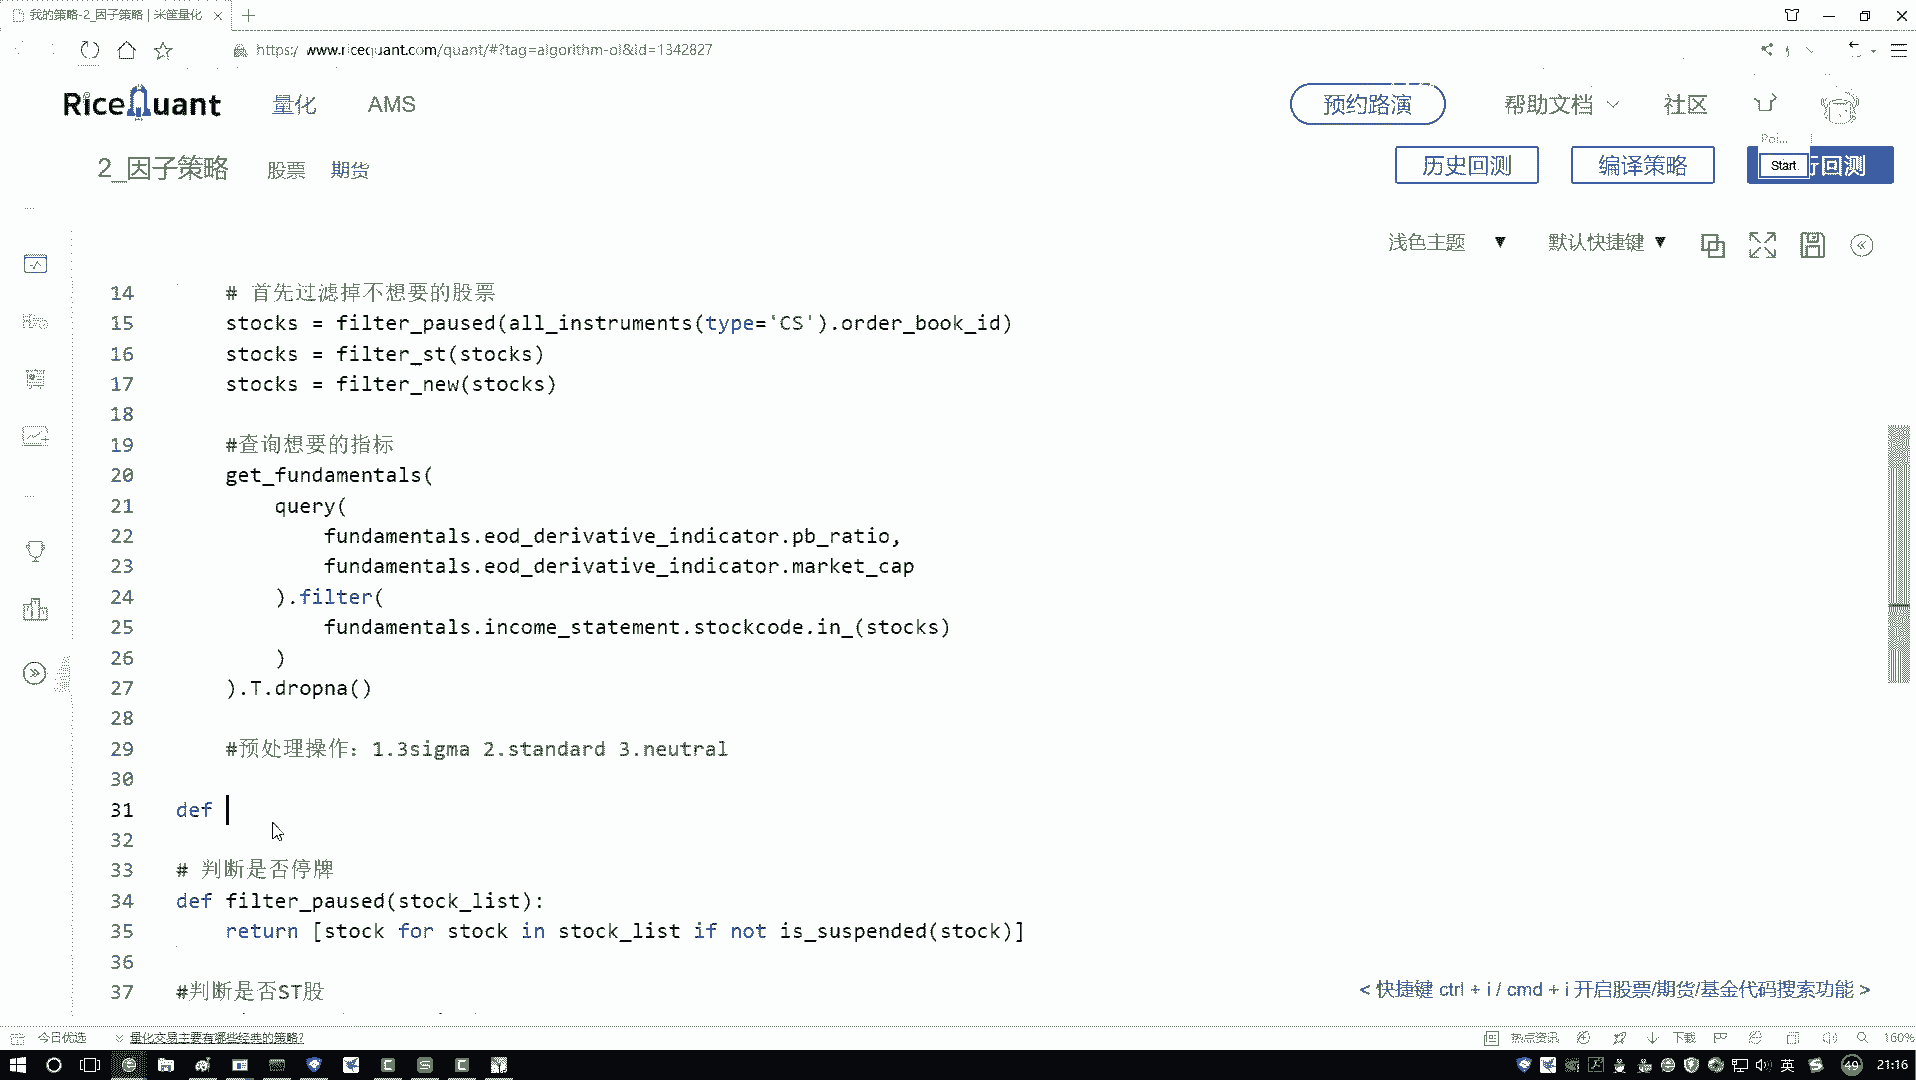 我的策略-2_因子策略 | 米筐量化
https:/ www.ricequant.com/quant/#?tag=algorithm-ol&id=1342827
RiceQuant 量化 AMS 预约路演 帮助文档 社区
Poi...
2_因子策略 股票 期货 历史回测 编译策略 Start 行回测
浅色主题 ▼ 默认快捷键 ▼
14 # 首先过滤掉不想要的股票
15 stocks = filter_paused(all_instruments(type='CS').order_book_id)
16 stocks = filter_st(stocks)
17 stocks = filter_new(stocks)
18
19 #查询想要的指标
20 get_fundamentals(
21 query(
22 fundamentals.eod_derivative_indicator.pb_ratio,
23 fundamentals.eod_derivative_indicator.market_cap
24 ).filter(
25 fundamentals.income_statement.stockcode.in_(stocks)
26 )
27 ).T.dropna()
28
29 #预处理操作：1.3sigma 2.standard 3.neutral
30
31 def
32
33 # 判断是否停牌
34 def filter_paused(stock_list):
35 return [stock for stock in stock_list if not is_suspended(stock)]
36
37 #判断是否ST股
< 快捷键 ctrl + i / cmd + i 开启股票/期货/基金代码搜索功能 >
今日优选 量化交易主要有哪些经典的策略? 热点资讯 下载 160%
英 49 21:16